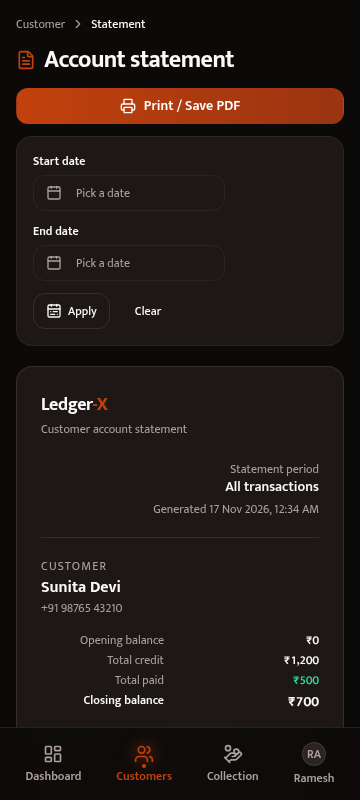 Customer > Statement
Account statement
Print / Save PDF
Start date
Pick a date
End date
Pick a date
Apply Clear
Ledger-X
Customer account statement
Statement period
All transactions
Generated 17 Nov 2026, 12:34 AM
CUSTOMER
Sunita Devi
+91 98765 43210
Opening balance ₹0
Total credit ₹1,200
Total paid ₹500
Closing balance ₹700
RA
Dashboard Customers Collection Ramesh